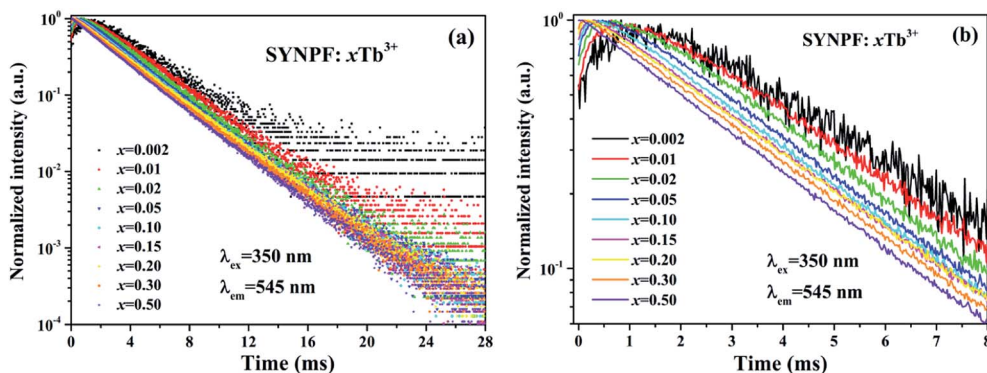 (a)
SYNPF: xTb³⁺
Normalized intensity (a.u.)
10⁰
10⁻¹
10⁻²
10⁻³
10⁻⁴
x=0.002
x=0.01
x=0.02
x=0.05
x=0.10
x=0.15
x=0.20
x=0.30
x=0.50
λex=350 nm
λem=545 nm
0 4 8 12 16 20 24 28
Time (ms)
(b)
SYNPF:xTb³⁺
Normalized intensity (a.u.)
10⁰
10⁻¹
x=0.002
x=0.01
x=0.02
x=0.05
x=0.10
x=0.15
x=0.20
x=0.30
x=0.50
λex=350 nm
λem=545 nm
0 1 2 3 4 5 6 7 8
Time (ms)